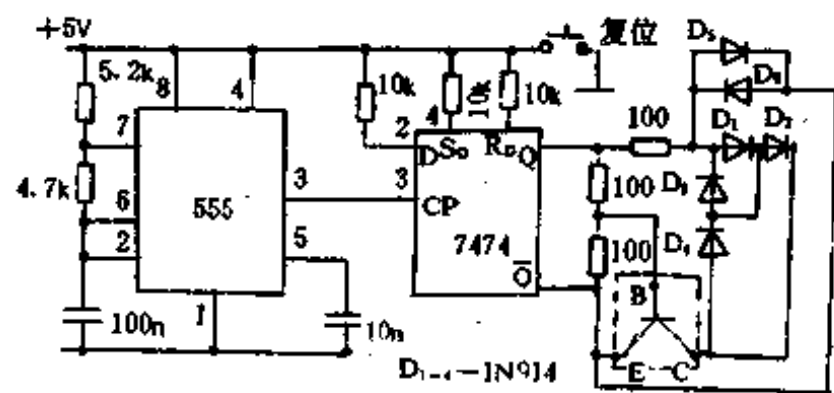 +5V
复位
D₅
D₆
5.2k
8
4
10k
4
10k
10k
2
7
D
S_D
R_D
Q
100
D₁
D₂
4.7k
3
3
CP
100
D₃
6
555
2
5
7474
100
D₄
Q̅
B
1
100n
10n
E
C
D₁₋₄—1N914